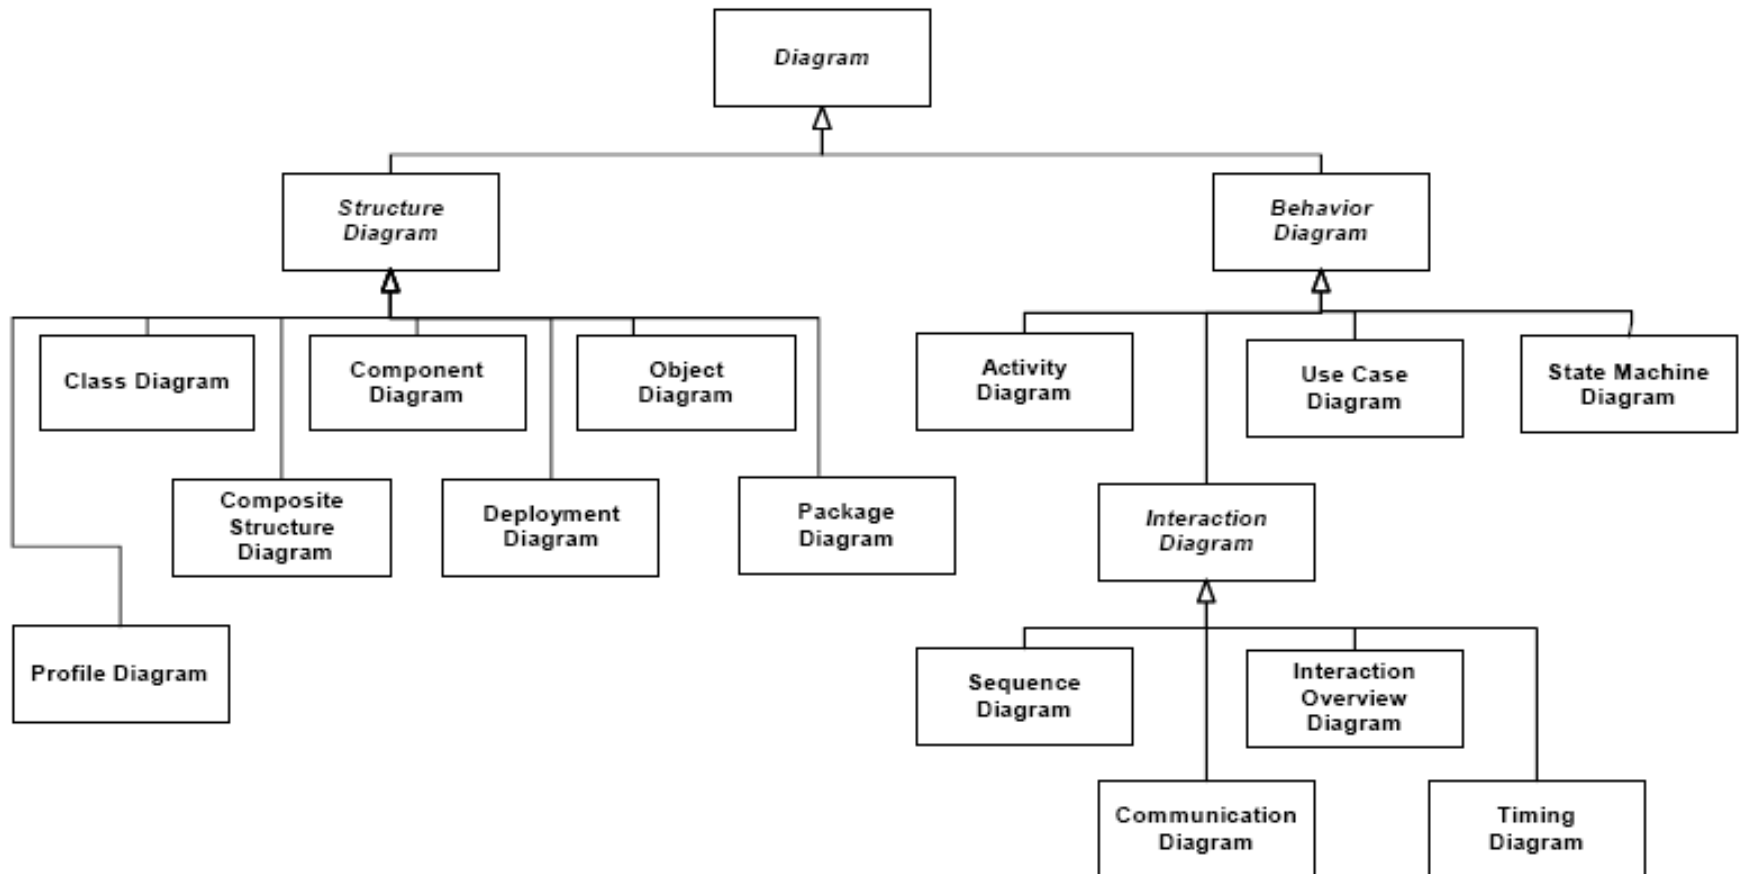 Diagram
Structure
Diagram
Behavior
Diagram
Class Diagram
Component
Diagram
Object
Diagram
Activity
Diagram
Use Case
Diagram
State Machine
Diagram
Composite
Structure
Diagram
Deployment
Diagram
Package
Diagram
Interaction
Diagram
Profile Diagram
Sequence
Diagram
Interaction
Overview
Diagram
Communication
Diagram
Timing
Diagram